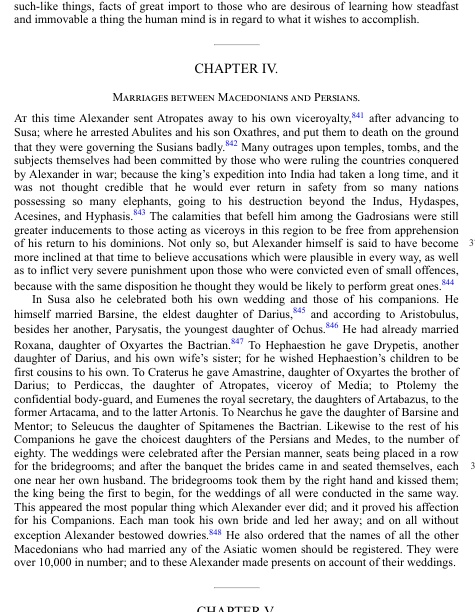 such-like things, facts of great import to those who are desirous of learning how steadfast
and immovable a thing the human mind is in regard to what it wishes to accomplish.
CHAPTER IV.
MARRIAGES BETWEEN MACEDONIANS AND PERSIANS.
AT this time Alexander sent Atropates away to his own viceroyalty,841 after advancing to
Susa; where he arrested Abulites and his son Oxathres, and put them to death on the ground
that they were governing the Susians badly.842 Many outrages upon temples, tombs, and the
subjects themselves had been committed by those who were ruling the countries conquered
by Alexander in war; because the king's expedition into India had taken a long time, and it
was not thought credible that he would ever return in safety from so many nations
possessing so many elephants, going to his destruction beyond the Indus, Hydaspes,
Acesines, and Hyphasis.843 The calamities that befell him among the Gadrosians were still
greater inducements to those acting as viceroys in this region to be free from apprehension
of his return to his dominions. Not only so, but Alexander himself is said to have become 3
more inclined at that time to believe accusations which were plausible in every way, as well
as to inflict very severe punishment upon those who were convicted even of small offences,
because with the same disposition he thought they would be likely to perform great ones.844
In Susa also he celebrated both his own wedding and those of his companions. He
himself married Barsine, the eldest daughter of Darius,845 and according to Aristobulus,
besides her another, Parysatis, the youngest daughter of Ochus.846 He had already married
Roxana, daughter of Oxyartes the Bactrian.847 To Hephaestion he gave Drypetis, another
daughter of Darius, and his own wife's sister; for he wished Hephaestion's children to be
first cousins to his own. To Craterus he gave Amastrine, daughter of Oxyartes the brother of
Darius; to Perdiccas, the daughter of Atropates, viceroy of Media; to Ptolemy the
confidential body-guard, and Eumenes the royal secretary, the daughters of Artabazus, to the
former Artacama, and to the latter Artonis. To Nearchus he gave the daughter of Barsine and
Mentor; to Seleucus the daughter of Spitamenes the Bactrian. Likewise to the rest of his
Companions he gave the choicest daughters of the Persians and Medes, to the number of
eighty. The weddings were celebrated after the Persian manner, seats being placed in a row
for the bridegrooms; and after the banquet the brides came in and seated themselves, each 3
one near her own husband. The bridegrooms took them by the right hand and kissed them;
the king being the first to begin, for the weddings of all were conducted in the same way.
This appeared the most popular thing which Alexander ever did; and it proved his affection
for his Companions. Each man took his own bride and led her away; and on all without
exception Alexander bestowed dowries.848 He also ordered that the names of all the other
Macedonians who had married any of the Asiatic women should be registered. They were
over 10,000 in number; and to these Alexander made presents on account of their weddings.
CHAPTER V.